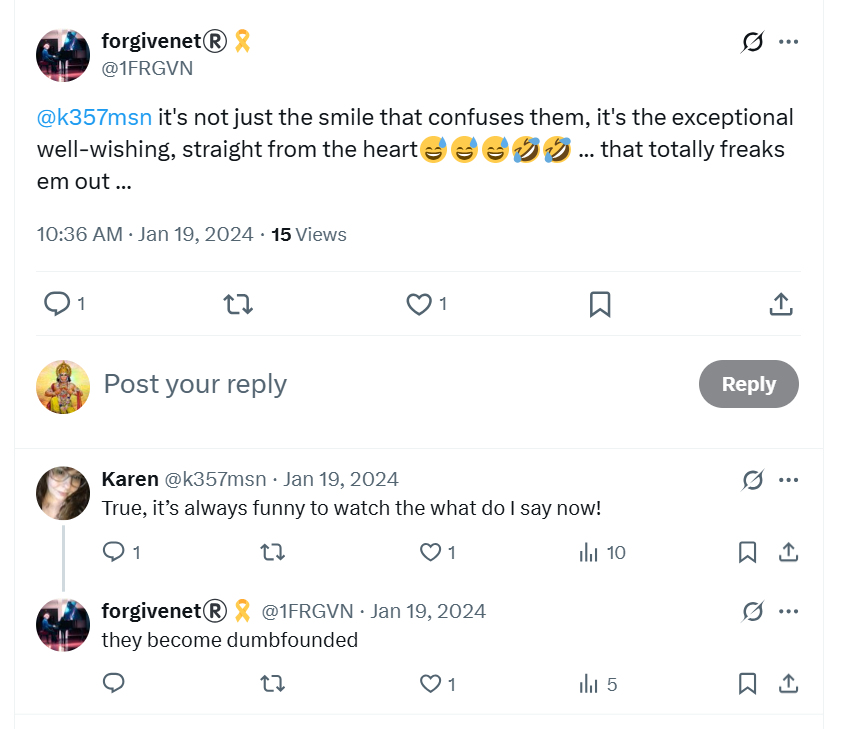 forgivenet®🎗️
@1FRGVN
@k357msn it's not just the smile that confuses them, it's the exceptional
well-wishing, straight from the heart😅😅😅🤣🤣 ... that totally freaks
em out ...
10:36 AM · Jan 19, 2024 · 15 Views
1 1
Post your reply
Reply
Karen @k357msn · Jan 19, 2024
True, it’s always funny to watch the what do I say now!
1 1 10
forgivenet®🎗️ @1FRGVN · Jan 19, 2024
they become dumbfounded
1 5